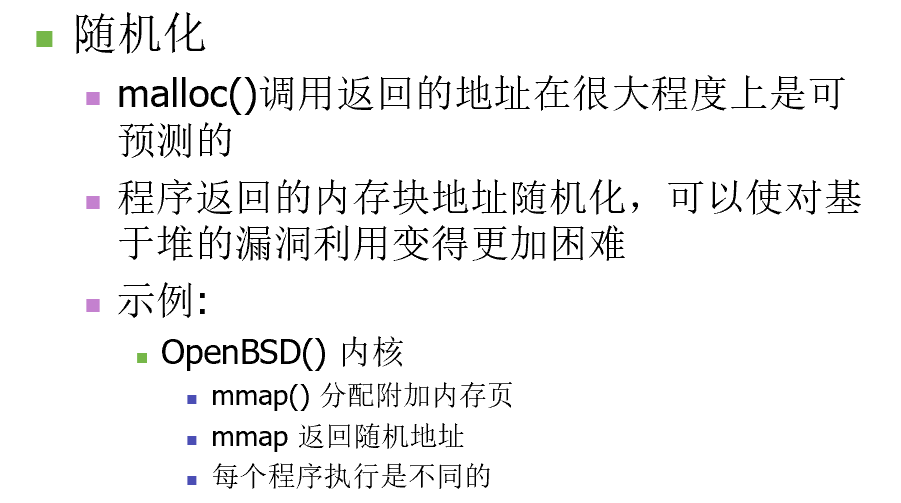 随机化
malloc()调用返回的地址在很大程度上是可
预测的
程序返回的内存块地址随机化，可以使对基
于堆的漏洞利用变得更加困难
示例:
OpenBSD() 内核
mmap() 分配附加内存页
mmap 返回随机地址
每个程序执行是不同的